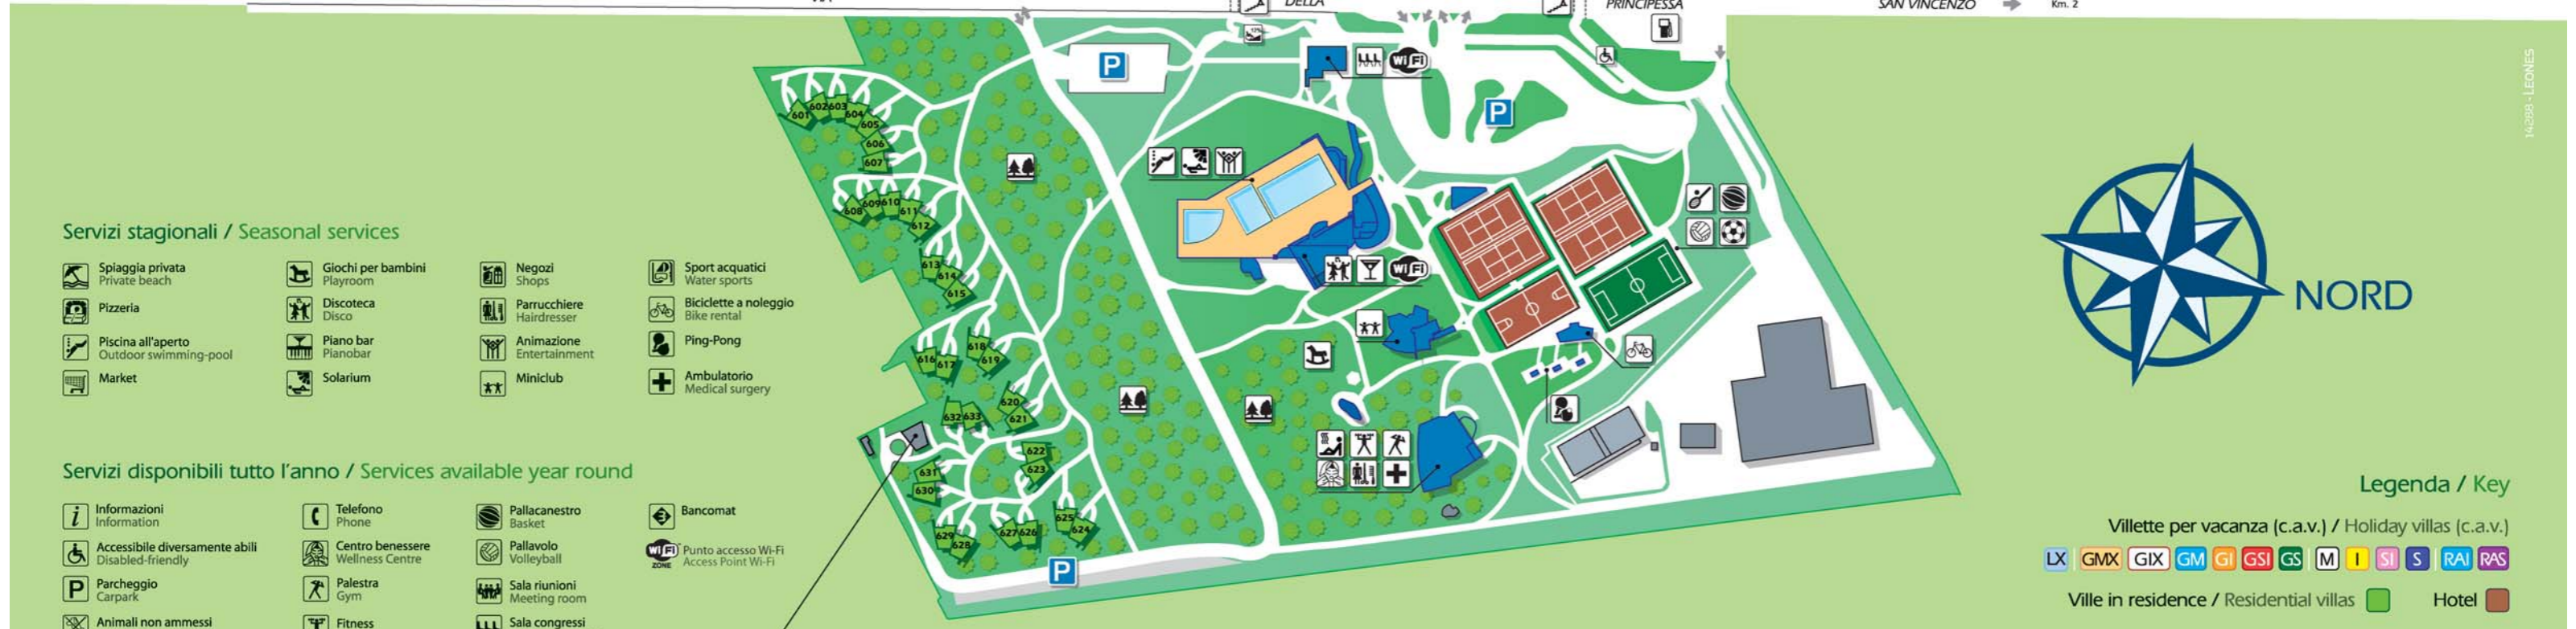 DELLA
PRINCIPESSA
SAN VINCENZO
Km. 2
14288 - LEONES
P
WiFi
P
601
602
603
604
605
606
607
608
609
610
611
612
613
614
615
616
617
618
619
620
621
632
633
622
623
631
630
629
628
627
626
625
624
WiFi
P
NORD
Servizi stagionali / Seasonal services
Spiaggia privata
Private beach
Pizzeria
Piscina all'aperto
Outdoor swimming-pool
Market
Giochi per bambini
Playroom
Discoteca
Disco
Piano bar
Pianobar
Solarium
Negozi
Shops
Parrucchiere
Hairdresser
Animazione
Entertainment
Miniclub
Sport acquatici
Water sports
Biciclette a noleggio
Bike rental
Ping-Pong
Ambulatorio
Medical surgery
Servizi disponibili tutto l'anno / Services available year round
i Informazioni
Information
Accessibile diversamente abili
Disabled-friendly
P Parcheggio
Carpark
Animali non ammessi
Telefono
Phone
Centro benessere
Wellness Centre
Palestra
Gym
Fitness
Pallacanestro
Basket
Pallavolo
Volleyball
Sala riunioni
Meeting room
Sala congressi
Bancomat
WiFi ZONE
Punto accesso Wi-Fi
Access Point Wi-Fi
Legenda / Key
Villette per vacanza (c.a.v.) / Holiday villas (c.a.v.)
LX GMX GIX GM GI GSI GS M I SI S RAI RAS
Ville in residence / Residential villas
Hotel